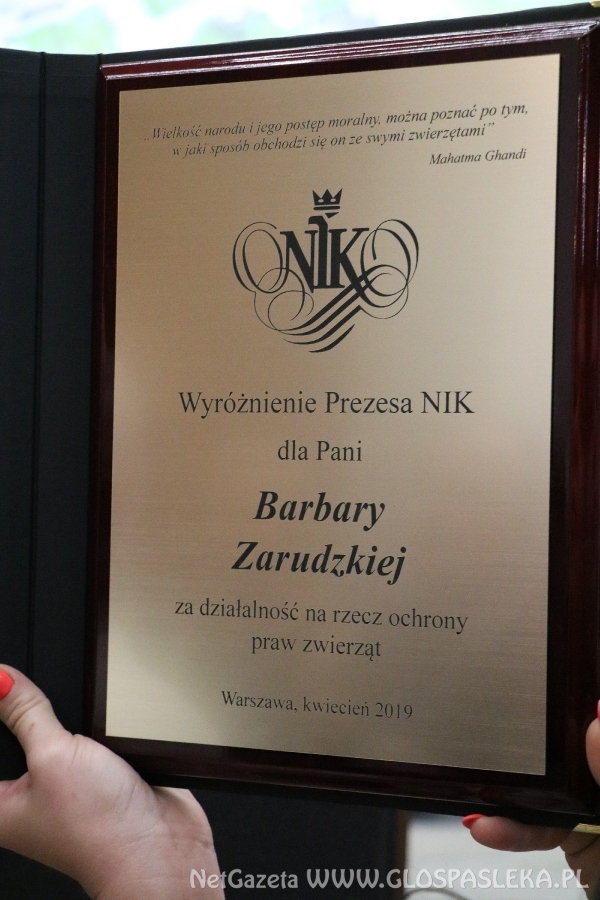 „Wielkość narodu i jego postęp moralny, można poznać po tym,
w jaki sposób obchodzi się on ze swymi zwierzętami”
Mahatma Ghandi
NIK
Wyróżnienie Prezesa NIK
dla Pani
Barbary
Zarudzkiej
za działalność na rzecz ochrony
praw zwierząt
Warszawa, kwiecień 2019
NetGazeta WWW.GLOSPASLEKA.PL